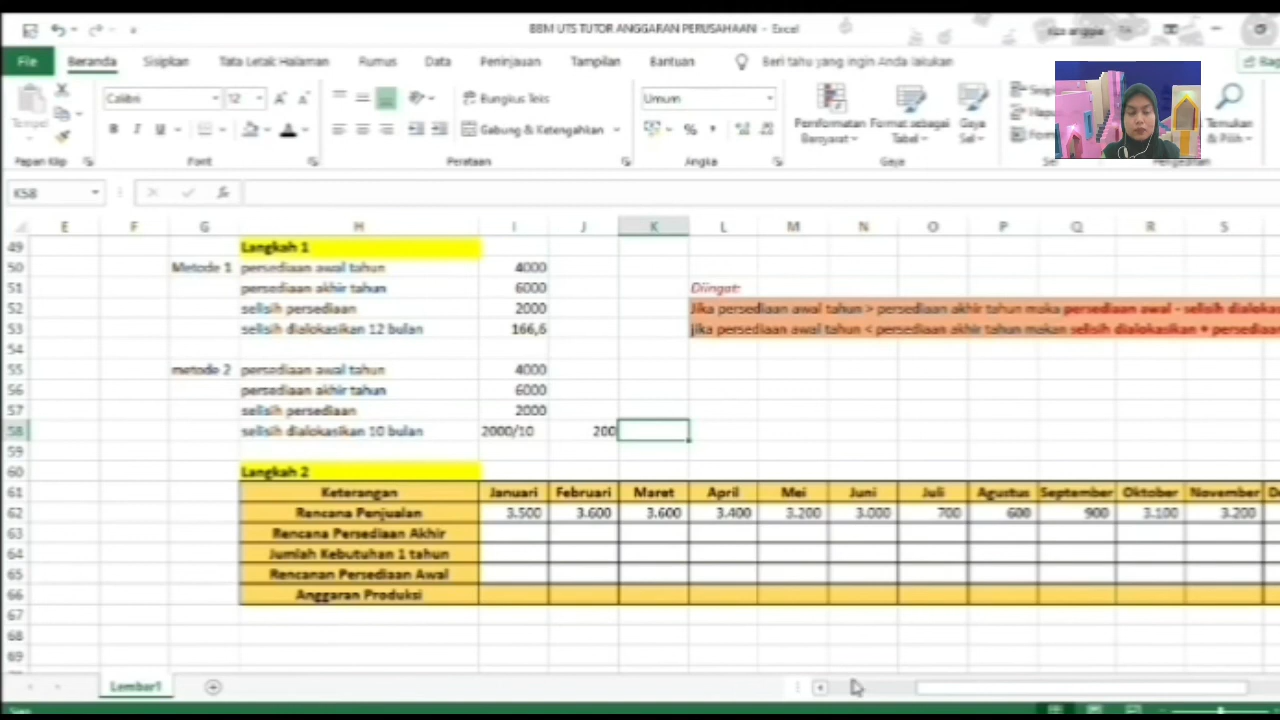 BBM UTS TUTOR ANGGARAN PERUSAHAAN - Excel
File Beranda Sisipkan Tata Letak Halaman Rumus Data Peninjauan Tampilan Bantuan Beri tahu yang ingin Anda lakukan
Calibri 12 Bungkus Teks Umum
Tempel B I U Gabung & Ketengahkan % Pemformatan Bersyarat Format sebagai Tabel Gaya Sel Temukan & Pilih
Papan Klip Font Perataan Angka Gaya
K58 fx
E F G H I J K L M N O P Q R S
49 Langkah 1
50 Metode 1 persediaan awal tahun 4000
51 persediaan akhir tahun 6000 Diingat:
52 selisih persediaan 2000 Jika persediaan awal tahun > persediaan akhir tahun maka persediaan awal - selisih
53 selisih dialokasikan 12 bulan 166,6 jika persediaan awal tahun < persediaan akhir tahun makan selisih dialokasikan +
54
55 metode 2 persediaan awal tahun 4000
56 persediaan akhir tahun 6000
57 selisih persediaan 2000
58 selisih dialokasikan 10 bulan 2000/10 200
59
60 Langkah 2
61 Keterangan Januari Februari Maret April Mei Juni Juli Agustus September Oktober November
62 Rencana Penjualan 3.500 3.600 3.600 3.400 3.200 3.000 700 600 900 3.100 3.200
63 Rencana Persediaan Akhir
64 Jumlah Kebutuhan 1 tahun
65 Rencanan Persediaan Awal
66 Anggaran Produksi
67
68
69
Lembar1